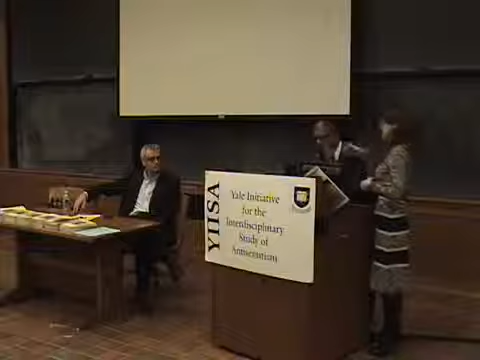 YIISA
Yale Initiative
for the
Interdisciplinary
Study of
Antisemitism